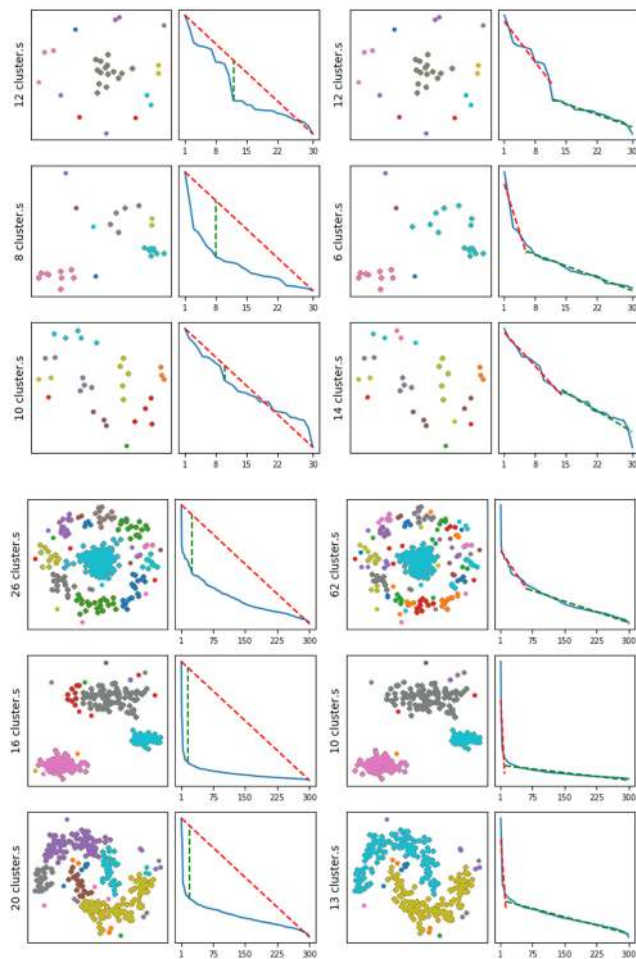 12 cluster.s
1 8 15 22 30
12 cluster.s
1 8 15 22 30
8 cluster.s
1 8 15 22 30
6 cluster.s
1 8 15 22 30
10 cluster.s
1 8 15 22 30
14 cluster.s
1 8 15 22 30
26 cluster.s
1 75 150 225 300
62 cluster.s
1 75 150 225 300
16 cluster.s
1 75 150 225 300
10 cluster.s
1 75 150 225 300
20 cluster.s
1 75 150 225 300
13 cluster.s
1 75 150 225 300